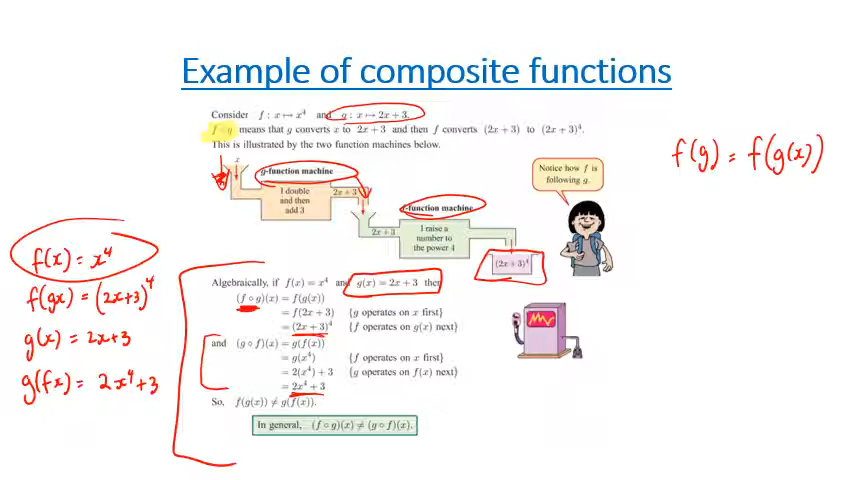 Example of composite functions
Consider f : x ↦ x⁴ and g : x ↦ 2x + 3.
f ∘ g means that g converts x to 2x + 3 and then f converts (2x + 3) to (2x + 3)⁴.
This is illustrated by the two function machines below.
x
g-function machine
I double
and then
add 3
2x + 3
f-function machine
2x + 3
I raise a
number to
the power 4
(2x + 3)⁴
Notice how f is
following g.
f(g) = f(g(x))
f(x) = x⁴
f(gx) = (2x+3)⁴
g(x) = 2x+3
g(fx) = 2x⁴+3
Algebraically, if f(x) = x⁴ and g(x) = 2x + 3 then
(f ∘ g)(x) = f(g(x))
= f(2x + 3) {g operates on x first}
= (2x + 3)⁴ {f operates on g(x) next}
and (g ∘ f)(x) = g(f(x))
= g(x⁴) {f operates on x first}
= 2(x⁴) + 3 {g operates on f(x) next}
= 2x⁴ + 3
So, f(g(x)) ≠ g(f(x)).
In general, (f ∘ g)(x) ≠ (g ∘ f)(x).